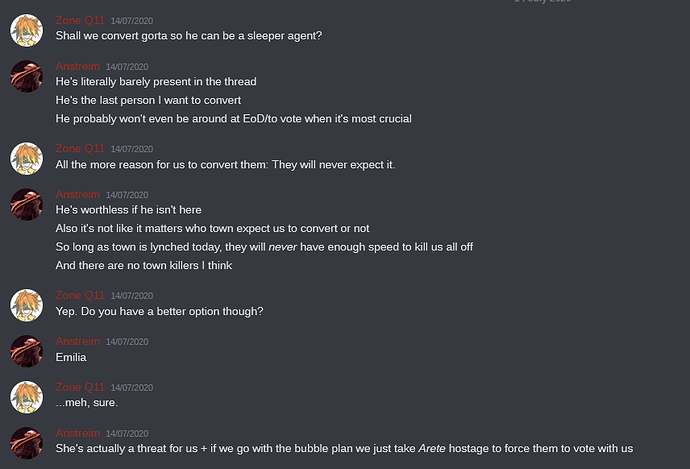 Zone Q11 14/07/2020
Shall we convert gorta so he can be a sleeper agent?
Anstreim 14/07/2020
He's literally barely present in the thread
He's the last person I want to convert
He probably won't even be around at EoD/to vote when it's most crucial
Zone Q11 14/07/2020
All the more reason for us to convert them: They will never expect it.
Anstreim 14/07/2020
He's worthless if he isn't here
Also it's not like it matters who town expect us to convert or not
So long as town is lynched today, they will never have enough speed to kill us all off
And there are no town killers I think
Zone Q11 14/07/2020
Yep. Do you have a better option though?
Anstreim 14/07/2020
Emilia
Zone Q11 14/07/2020
...meh, sure.
Anstreim 14/07/2020
She's actually a threat for us + if we go with the bubble plan we just take Arete hostage to force them to vote with us